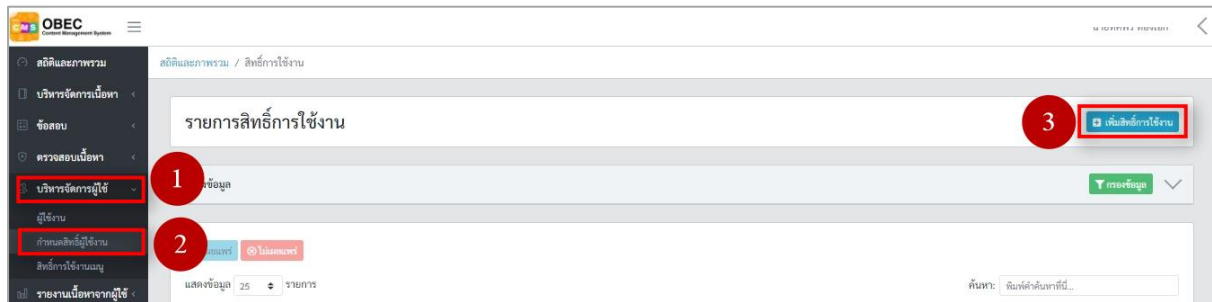 CMS OBEC
Content Management System
สถิติและภาพรวม
บริหารจัดการเนื้อหา
ข้อสอบ
ตรวจสอบเนื้อหา
บริหารจัดการผู้ใช้
ผู้ใช้งาน
กำหนดสิทธิ์ผู้ใช้งาน
สิทธิ์การใช้งานเมนู
รายงานเนื้อหาจากผู้ใช้
1
2
สถิติและภาพรวม / สิทธิ์การใช้งาน
รายการสิทธิ์การใช้งาน
3
เพิ่มสิทธิ์การใช้งาน
ข้อมูล
กรองข้อมูล
ไม่เผยแพร่
แสดงข้อมูล 25 รายการ
ค้นหา: พิมพ์คำค้นหาที่นี่...